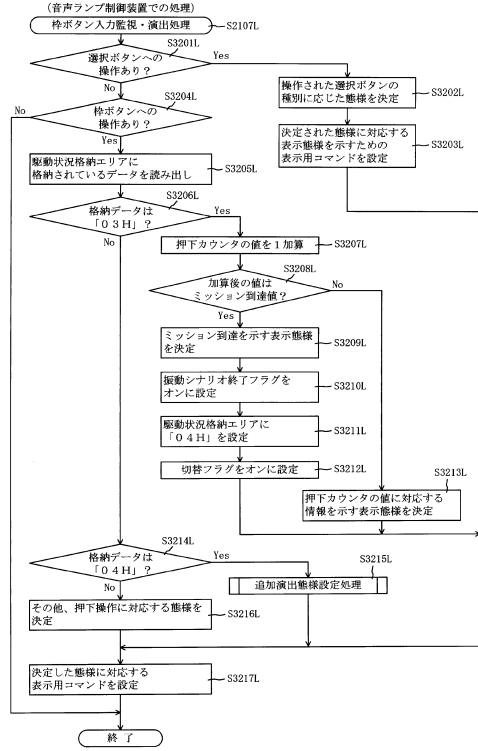 (音声ランプ制御装置での処理)
枠ボタン入力監視・演出処理
S2107L
S3201L
選択ボタンへの
操作あり？
Yes
No
操作された選択ボタンの
種別に応じた態様を決定
S3202L
決定された態様に対応する
表示態様を示すための
表示用コマンドを設定
S3203L
S3204L
枠ボタンへの
操作あり？
No
Yes
駆動状況格納エリアに
格納されているデータを読み出し
S3205L
S3206L
格納データは
「０３Ｈ」？
Yes
No
押下カウンタの値を１加算
S3207L
S3208L
加算後の値は
ミッション到達値？
No
Yes
ミッション到達を示す表示態様
を決定
S3209L
振動シナリオ終了フラグを
オンに設定
S3210L
駆動状況格納エリアに
「０４Ｈ」を設定
S3211L
切替フラグをオンに設定
S3212L
S3213L
押下カウンタの値に対応する
情報を示す表示態様を決定
S3214L
格納データは
「０４Ｈ」？
Yes
No
S3215L
追加演出態様設定処理
その他、押下操作に対応する態様を
決定
S3216L
決定した態様に対応する
表示用コマンドを設定
S3217L
終了